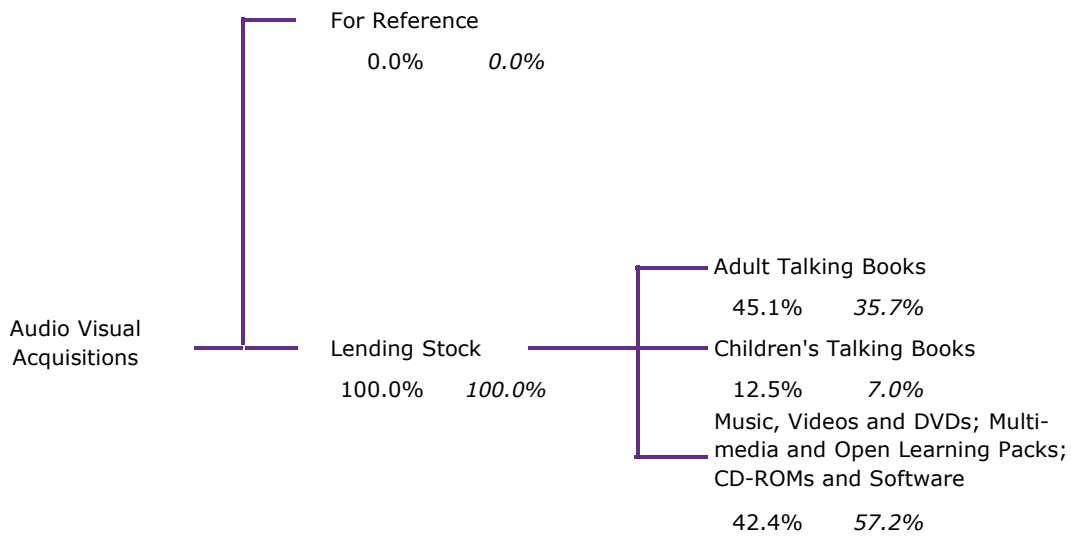 For Reference
0.0% 0.0%
Adult Talking Books
45.1% 35.7%
Audio Visual
Acquisitions
Lending Stock
100.0% 100.0%
Children's Talking Books
12.5% 7.0%
Music, Videos and DVDs; Multi-
media and Open Learning Packs;
CD-ROMs and Software
42.4% 57.2%